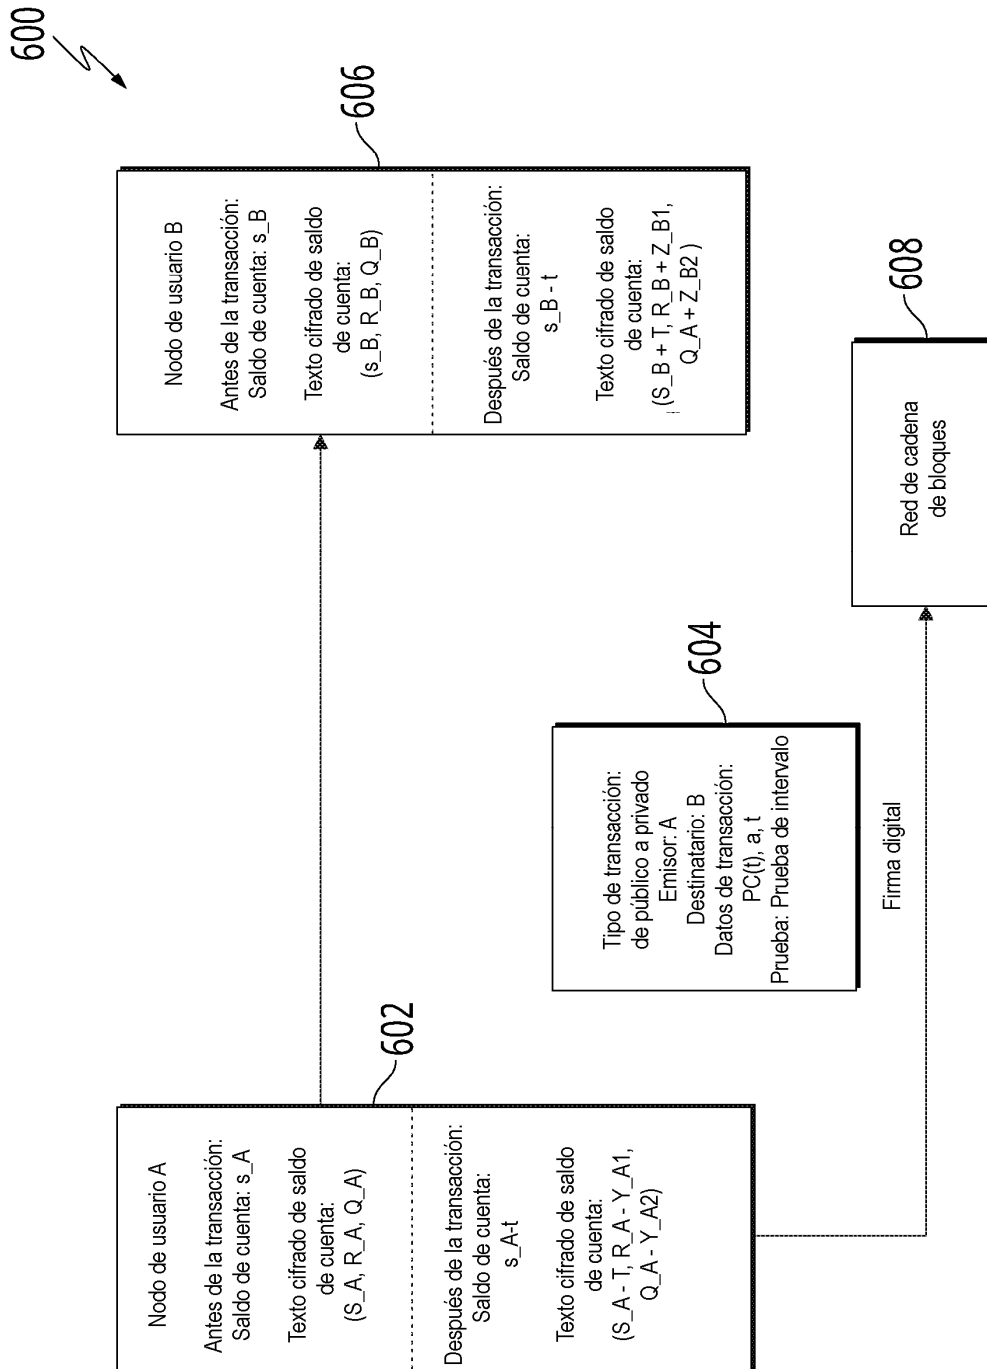 600
Nodo de usuario A
Antes de la transacción:
Saldo de cuenta: s_A
Texto cifrado de saldo
de cuenta:
(S_A, R_A, Q_A)
Después de la transacción:
Saldo de cuenta:
s_A-t
Texto cifrado de saldo
de cuenta:
(S_A - T, R_A - Y_A1,
Q_A - Y_A2)
602
Tipo de transacción:
de público a privado
Emisor: A
Destinatario: B
Datos de transacción:
PC(t), a, t
Prueba: Prueba de intervalo
604
Nodo de usuario B
Antes de la transacción:
Saldo de cuenta: s_B
Texto cifrado de saldo
de cuenta:
(s_B, R_B, Q_B)
Después de la transacción:
Saldo de cuenta:
s_B - t
Texto cifrado de saldo
de cuenta:
(S_B + T, R_B + Z_B1,
Q_A + Z_B2 )
606
Firma digital
Red de cadena
de bloques
608